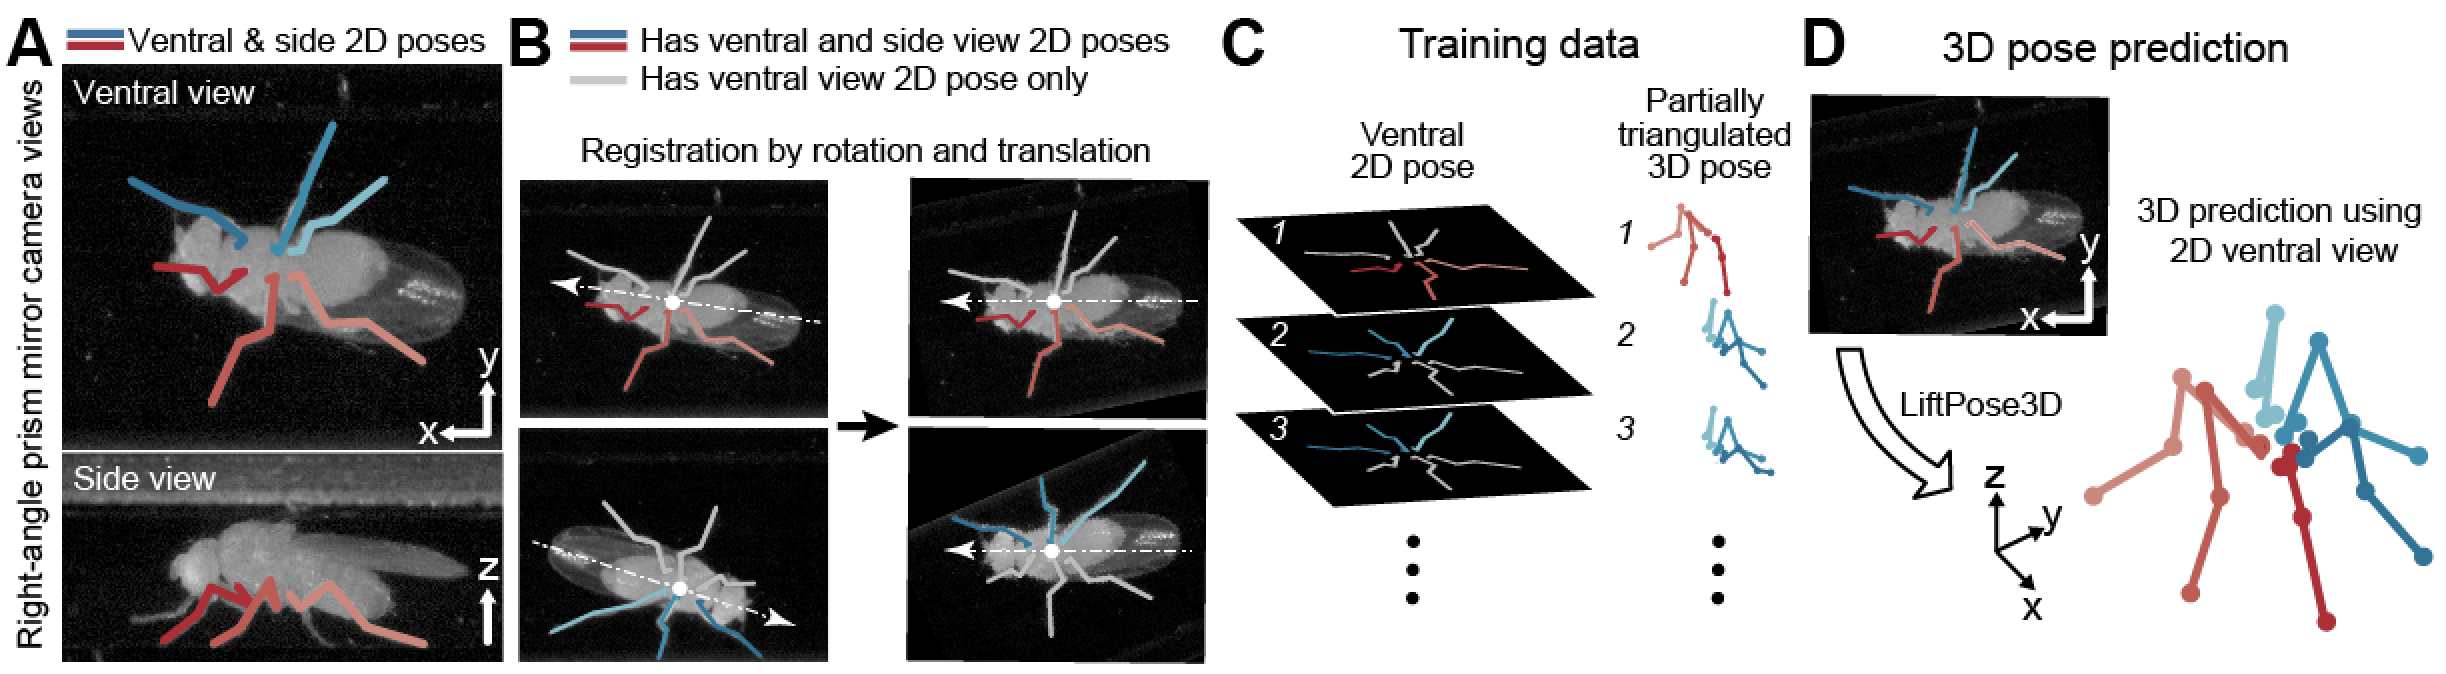 A
Ventral & side 2D poses
Right-angle prism mirror camera views
Ventral view
y
x
Side view
z
B
Has ventral and side view 2D poses
Has ventral view 2D pose only
Registration by rotation and translation
C
Training data
Ventral
2D pose
Partially
triangulated
3D pose
1
1
2
2
3
3
D
3D pose prediction
y
x
3D prediction using
2D ventral view
LiftPose3D
z
y
x